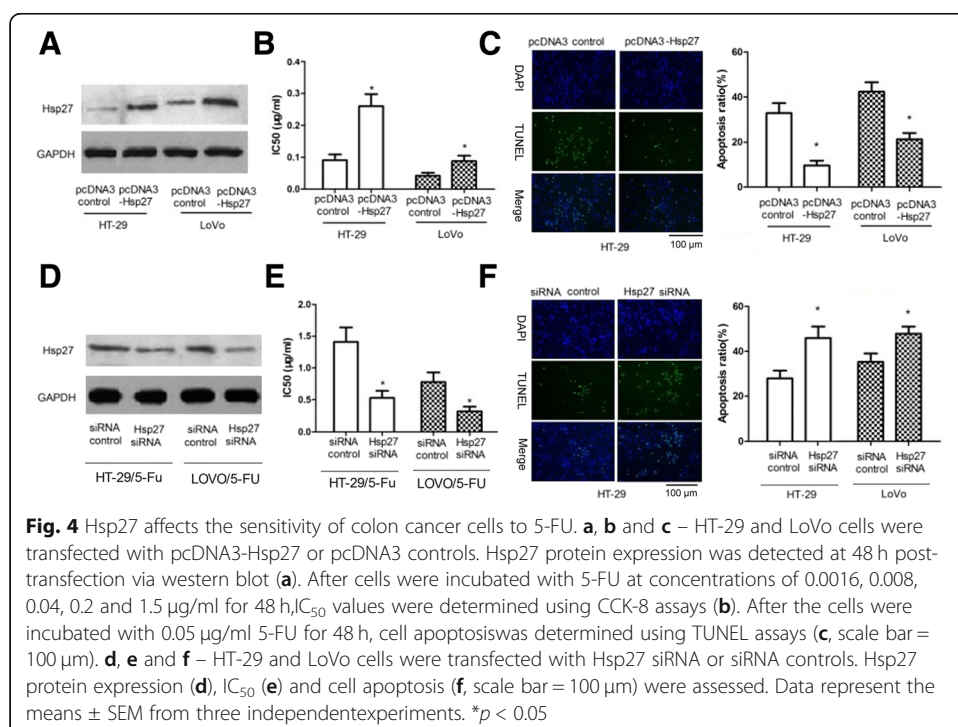 A
Hsp27
GAPDH
pcDNA3 control
pcDNA3 -Hsp27
pcDNA3 control
pcDNA3 -Hsp27
HT-29
LoVo
B
IC50 (µg/ml)
0.4
0.3
0.2
0.1
0.0
*
*
pcDNA3 control
pcDNA3 -Hsp27
pcDNA3 control
pcDNA3 -Hsp27
HT-29
LoVo
C
pcDNA3 control
pcDNA3 -Hsp27
DAPI
TUNEL
Merge
HT-29
100 µm
Apoptosis ratio(%)
60
40
20
0
*
*
pcDNA3 control
pcDNA3 -Hsp27
pcDNA3 control
pcDNA3 -Hsp27
HT-29
LoVo
D
Hsp27
GAPDH
siRNA control
Hsp27 siRNA
siRNA control
Hsp27 siRNA
HT-29/5-Fu
LOVO/5-FU
E
IC50 (µg/ml)
2.0
1.5
1.0
0.5
0.0
*
*
siRNA control
Hsp27 siRNA
siRNA control
Hsp27 siRNA
HT-29/5-Fu
LOVO/5-FU
F
siRNA control
Hsp27 siRNA
DAPI
TUNEL
Merge
HT-29
100 µm
Apoptosis ratio(%)
60
40
20
0
*
*
siRNA control
Hsp27 siRNA
siRNA control
Hsp27 siRNA
HT-29
LoVo
Fig. 4 Hsp27 affects the sensitivity of colon cancer cells to 5-FU. a, b and c – HT-29 and LoVo cells were
transfected with pcDNA3-Hsp27 or pcDNA3 controls. Hsp27 protein expression was detected at 48 h post-
transfection via western blot (a). After cells were incubated with 5-FU at concentrations of 0.0016, 0.008,
0.04, 0.2 and 1.5 µg/ml for 48 h,IC50 values were determined using CCK-8 assays (b). After the cells were
incubated with 0.05 µg/ml 5-FU for 48 h, cell apoptosiswas determined using TUNEL assays (c, scale bar =
100 µm). d, e and f – HT-29 and LoVo cells were transfected with Hsp27 siRNA or siRNA controls. Hsp27
protein expression (d), IC50 (e) and cell apoptosis (f, scale bar = 100 µm) were assessed. Data represent the
means ± SEM from three independentexperiments. *p < 0.05